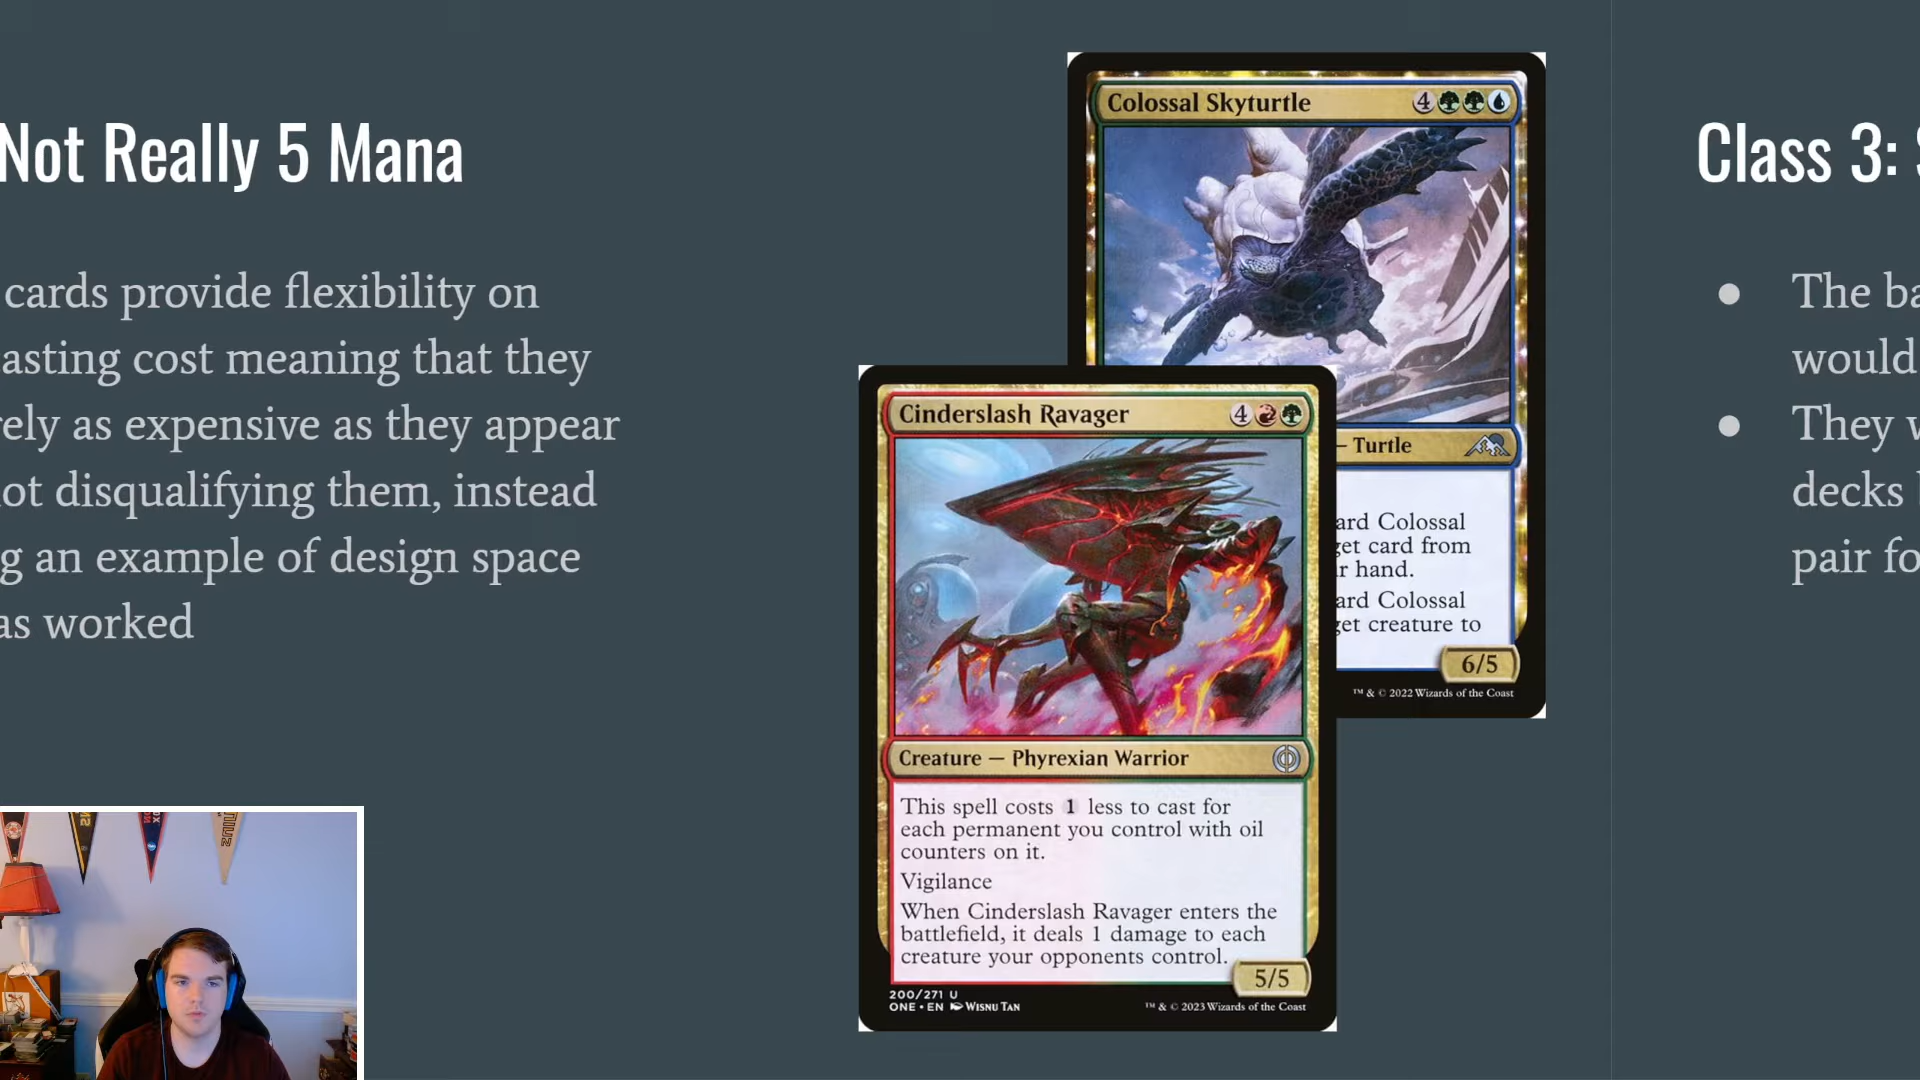 Not Really 5 Mana
cards provide flexibility on
asting cost meaning that they
rely as expensive as they appear
ot disqualifying them, instead
g an example of design space
as worked
Colossal Skyturtle 4
– Turtle
ard Colossal
get card from
r hand.
ard Colossal
get creature to
6/5
™ & © 2022 Wizards of the Coast
Cinderslash Ravager 4
Creature — Phyrexian Warrior
This spell costs 1 less to cast for
each permanent you control with oil
counters on it.
Vigilance
When Cinderslash Ravager enters the
battlefield, it deals 1 damage to each
creature your opponents control.
5/5
200/271 U
ONE • EN Wisnu Tan
™ & © 2023 Wizards of the Coast
Class 3:
The ba
would
They w
decks
pair fo